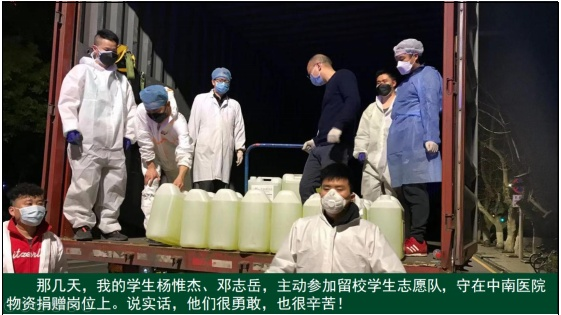 那几天，我的学生杨惟杰、邓志岳，主动参加留校学生志愿队，守在中南医院
物资捐赠岗位上。说实话，他们很勇敢，也很辛苦！